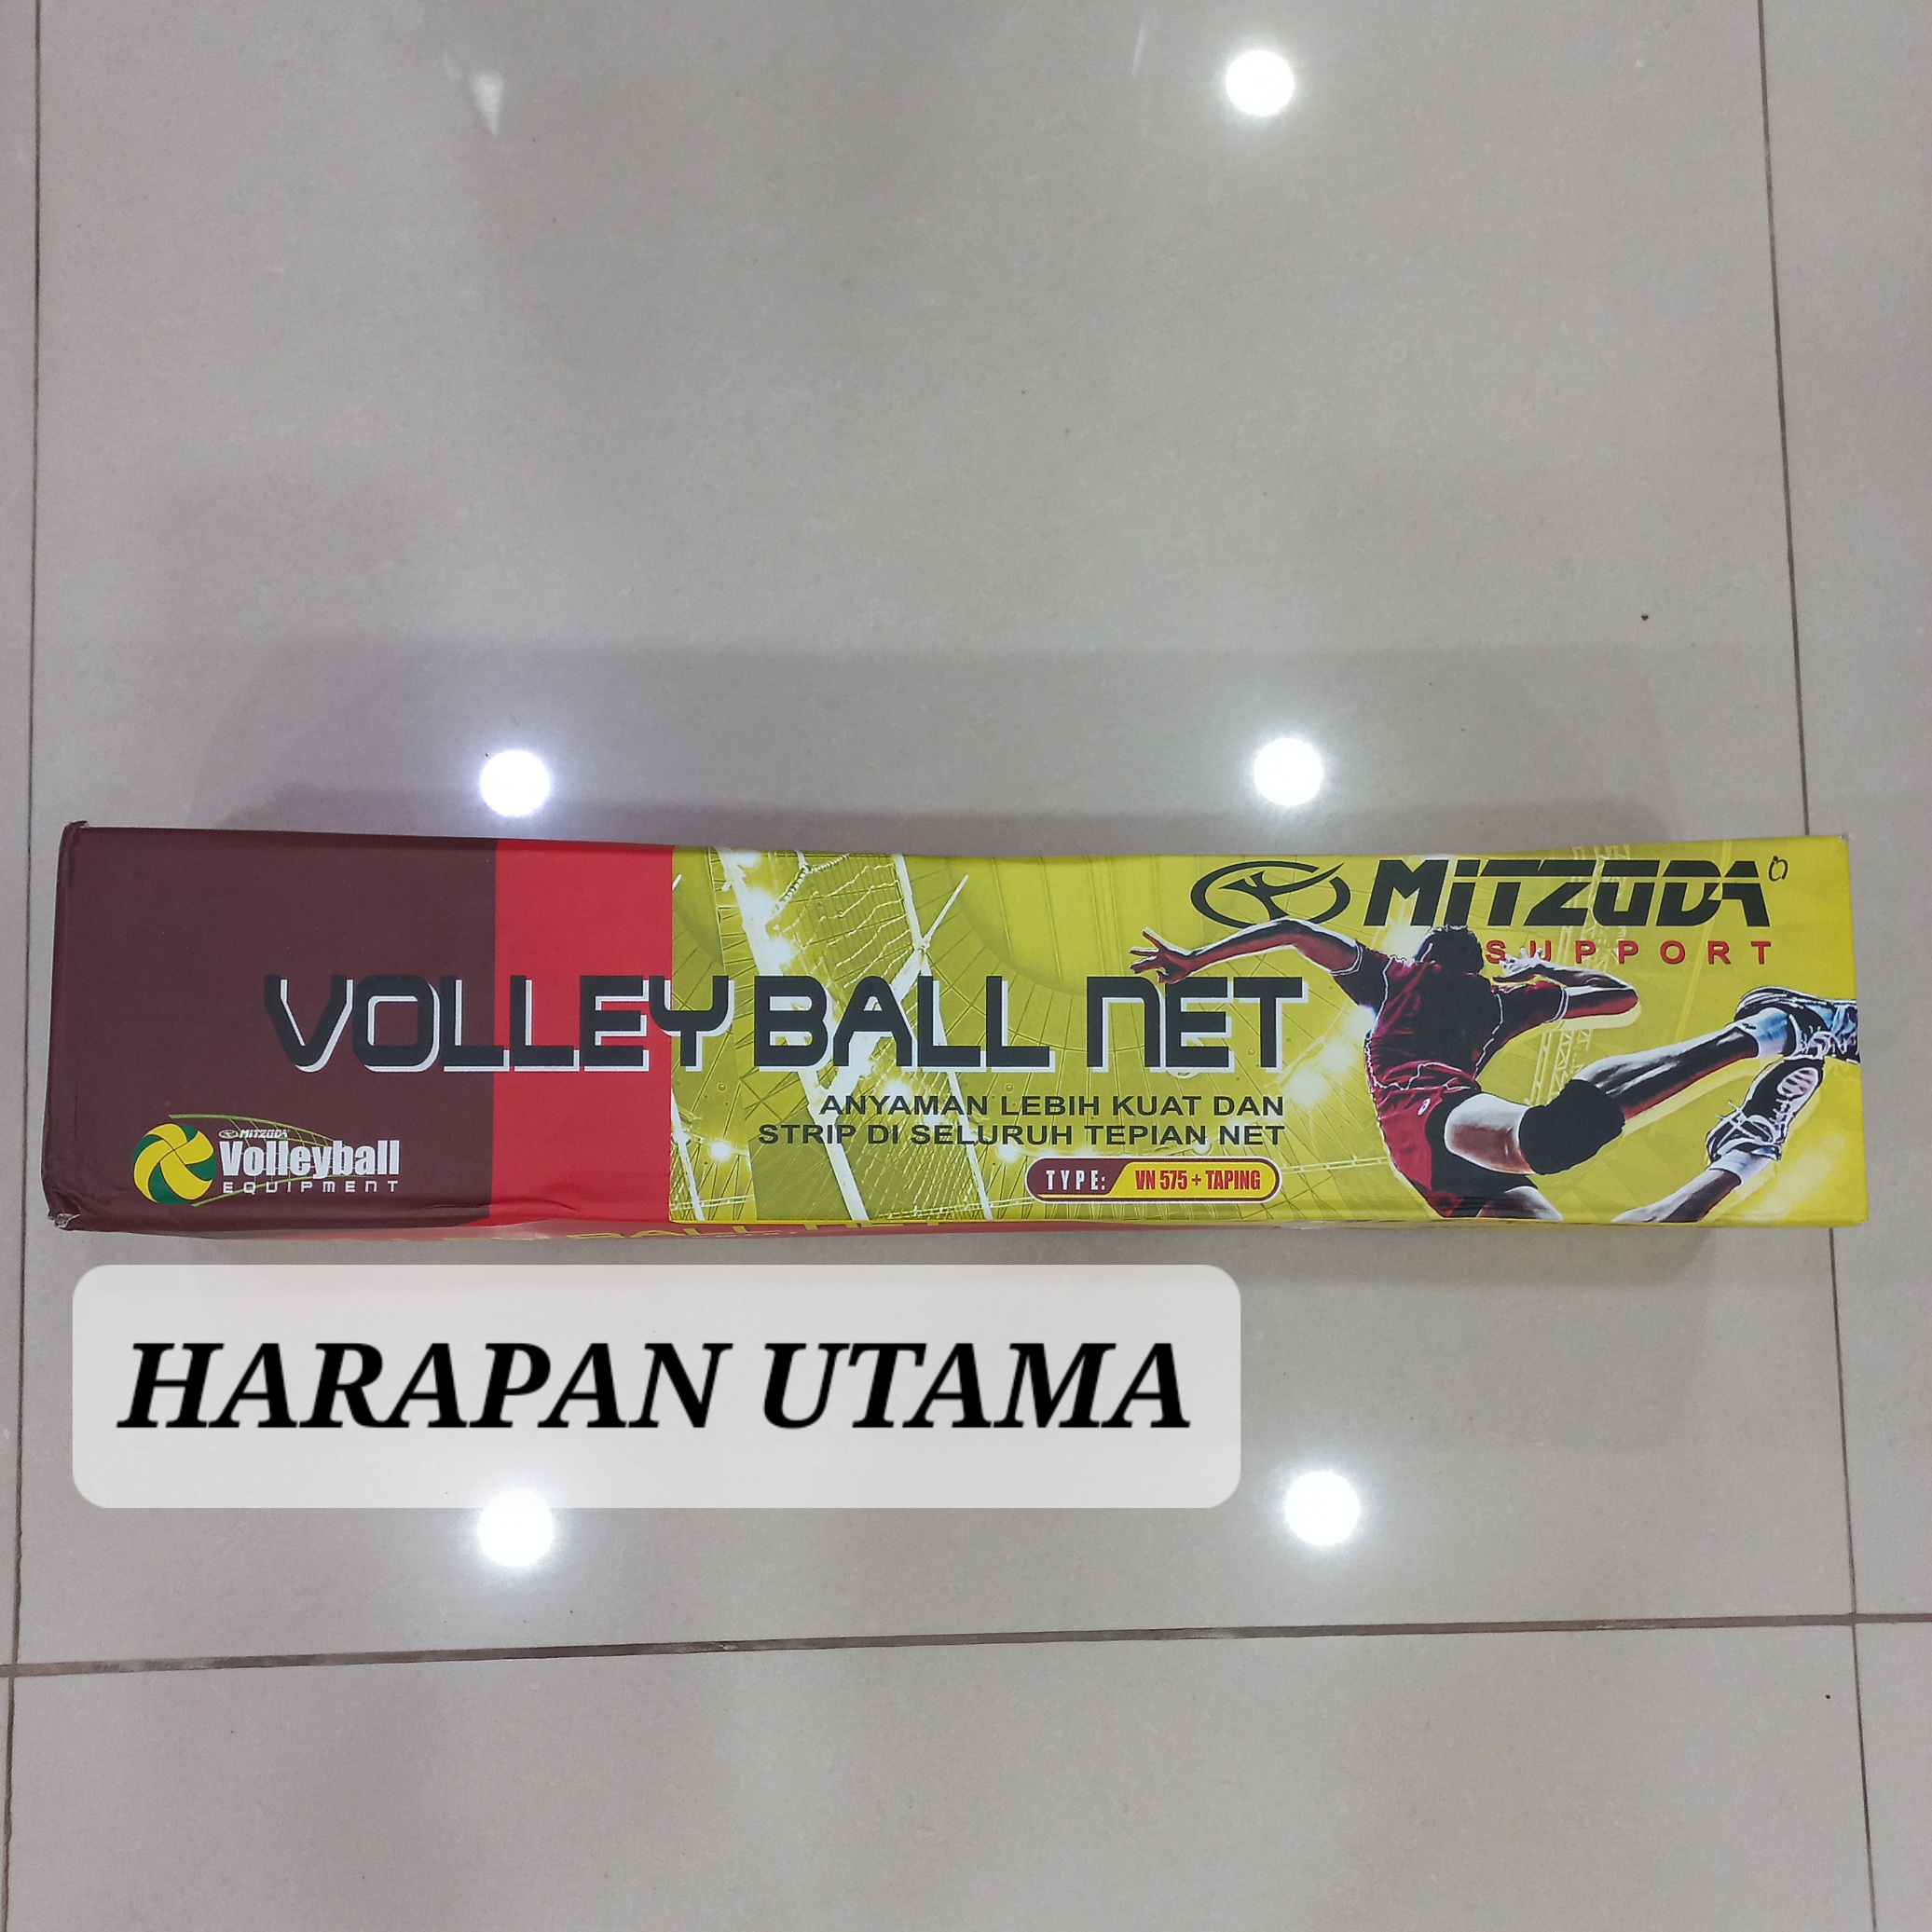 MITZUDA
SUPPORT
VOLLEY BALL NET
ANYAMAN LEBIH KUAT DAN
STRIP DI SELURUH TEPIAN NET
TYPE: VN 575 + TAPING
MITZUDA
Volleyball
EQUIPMENT
HARAPAN UTAMA